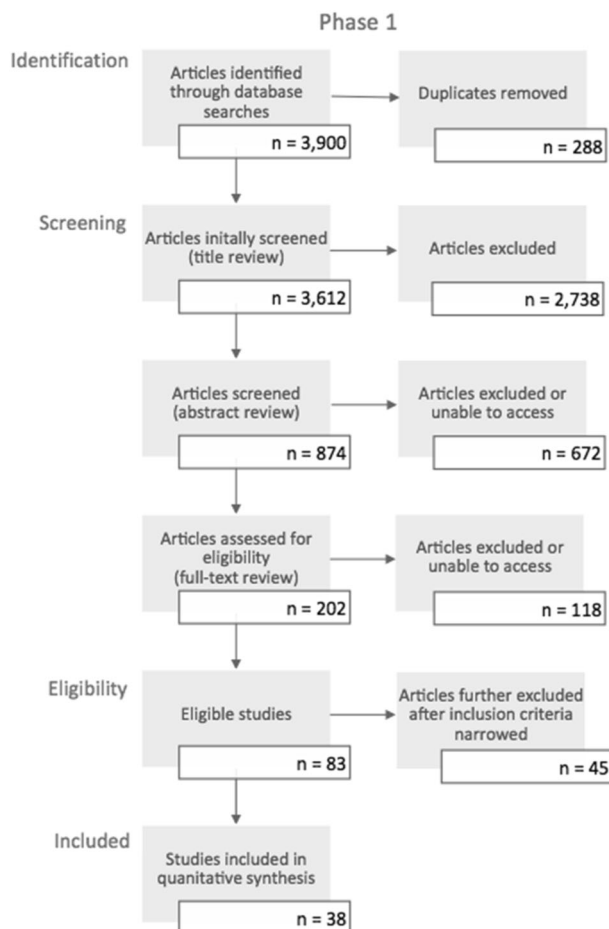 Phase 1
Identification
Articles identified
through database
searches
n = 3,900
Duplicates removed
n = 288
Screening
Articles initally screened
(title review)
n = 3,612
Articles excluded
n = 2,738
Articles screened
(abstract review)
n = 874
Articles excluded or
unable to access
n = 672
Articles assessed for
eligibility
(full-text review)
n = 202
Articles excluded or
unable to access
n = 118
Eligibility
Eligible studies
n = 83
Articles further excluded
after inclusion criteria
narrowed
n = 45
Included
Studies included in
quantitative synthesis
n = 38